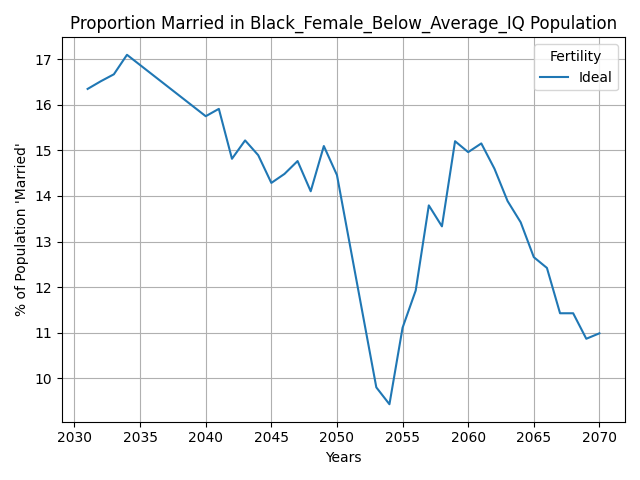 Proportion Married in Black_Female_Below_Average_IQ Population
Fertility
Ideal
% of Population 'Married'
17
16
15
14
13
12
11
10
2030 2035 2040 2045 2050 2055 2060 2065 2070
Years